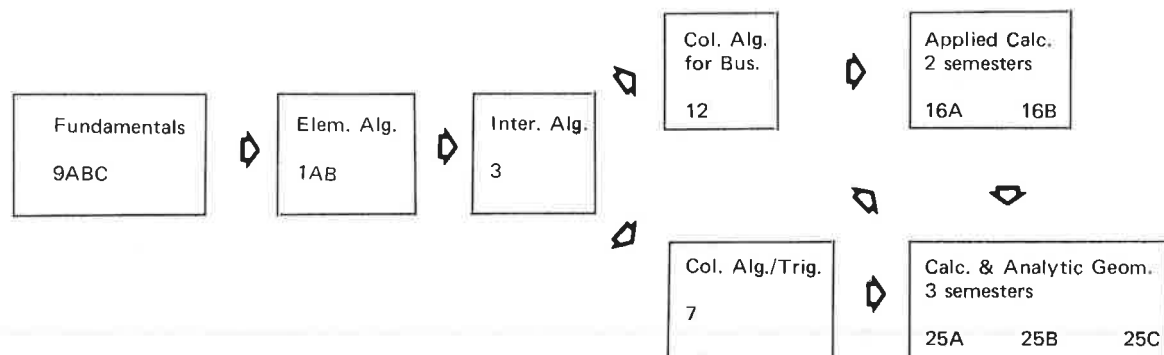 Fundamentals
9ABC
Elem. Alg.
1AB
Inter. Alg.
3
Col. Alg.
for Bus.
12
Applied Calc.
2 semesters
16A 16B
Col. Alg./Trig.
7
Calc. & Analytic Geom.
3 semesters
25A 25B 25C